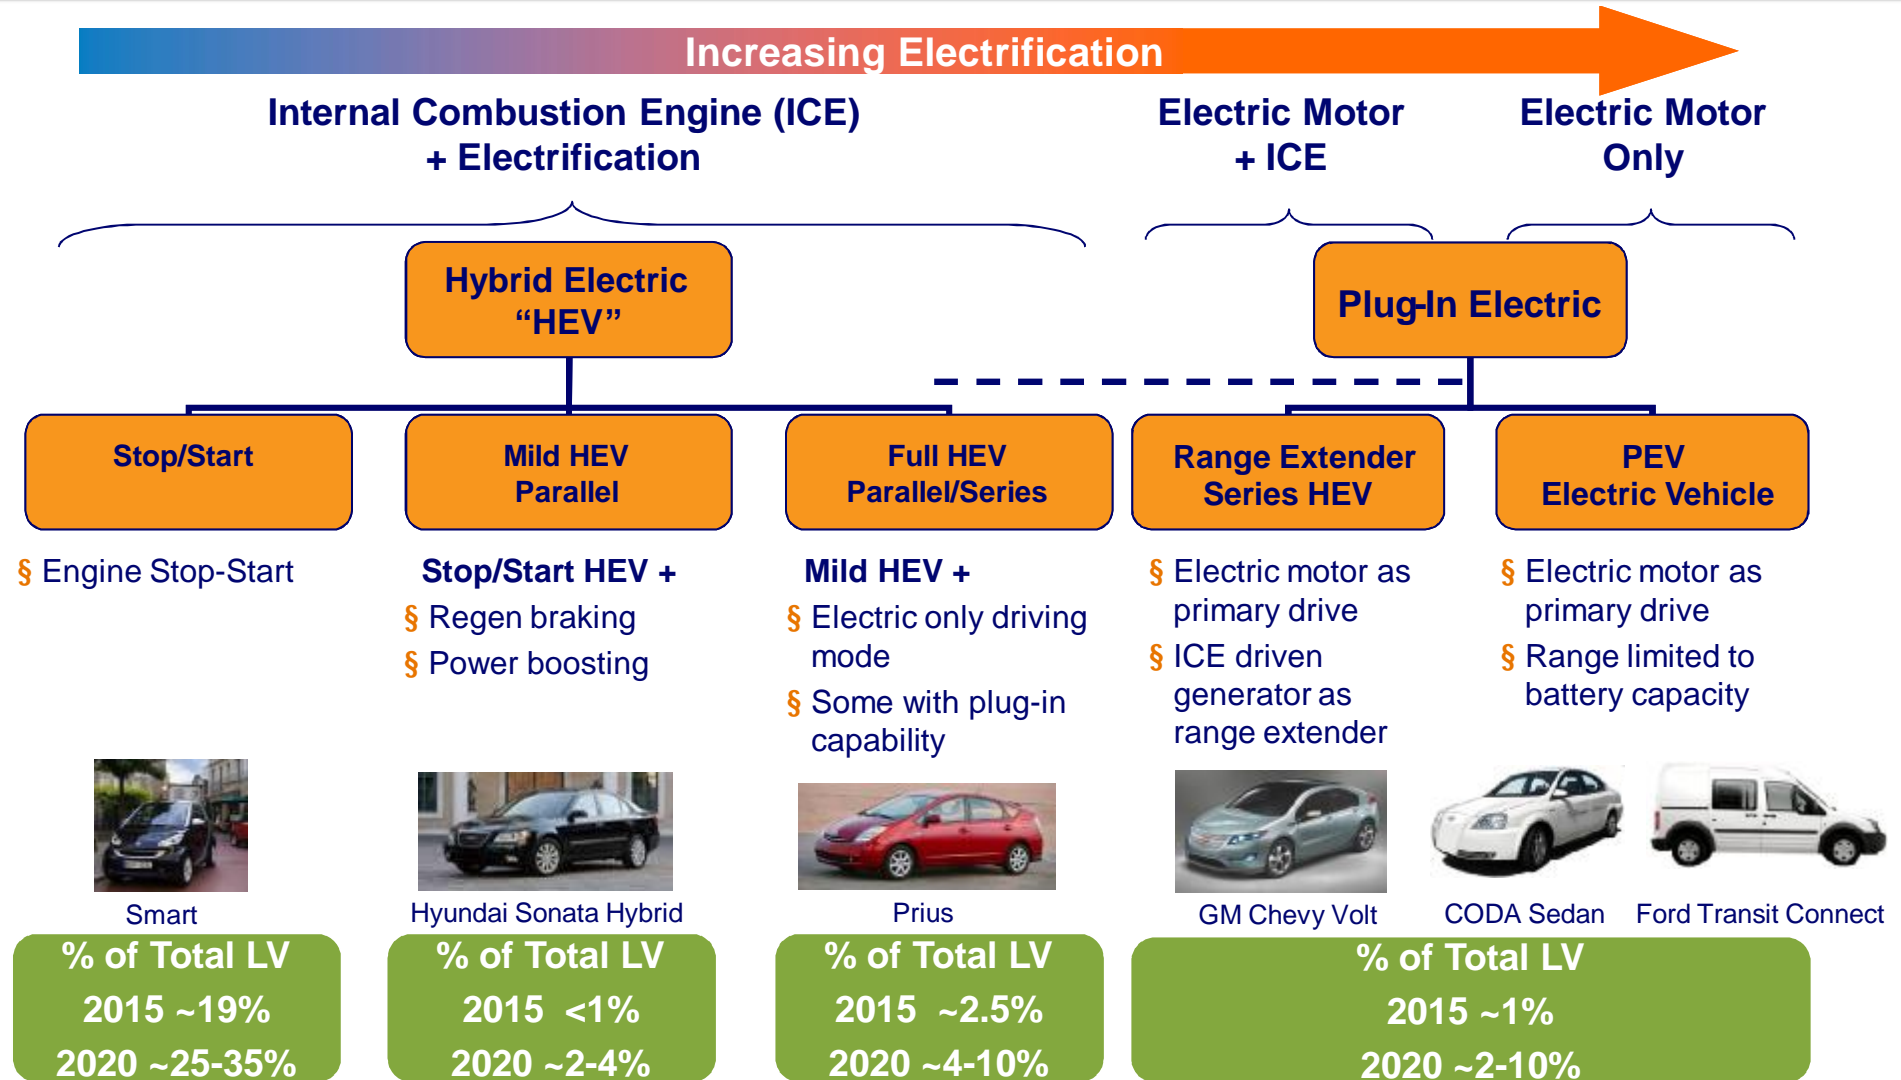 Increasing Electrification
Internal Combustion Engine (ICE)
+ Electrification
Electric Motor
+ ICE
Electric Motor
Only
Hybrid Electric
“HEV”
Plug-In Electric
Stop/Start
Mild HEV
Parallel
Full HEV
Parallel/Series
Range Extender
Series HEV
PEV
Electric Vehicle
§ Engine Stop-Start
Stop/Start HEV +
§ Regen braking
§ Power boosting
Mild HEV +
§ Electric only driving
mode
§ Some with plug-in
capability
§ Electric motor as
primary drive
§ ICE driven
generator as
range extender
§ Electric motor as
primary drive
§ Range limited to
battery capacity
Smart
Hyundai Sonata Hybrid
Prius
GM Chevy Volt
CODA Sedan
Ford Transit Connect
% of Total LV
2015 ~19%
2020 ~25-35%
% of Total LV
2015 <1%
2020 ~2-4%
% of Total LV
2015 ~2.5%
2020 ~4-10%
% of Total LV
2015 ~1%
2020 ~2-10%